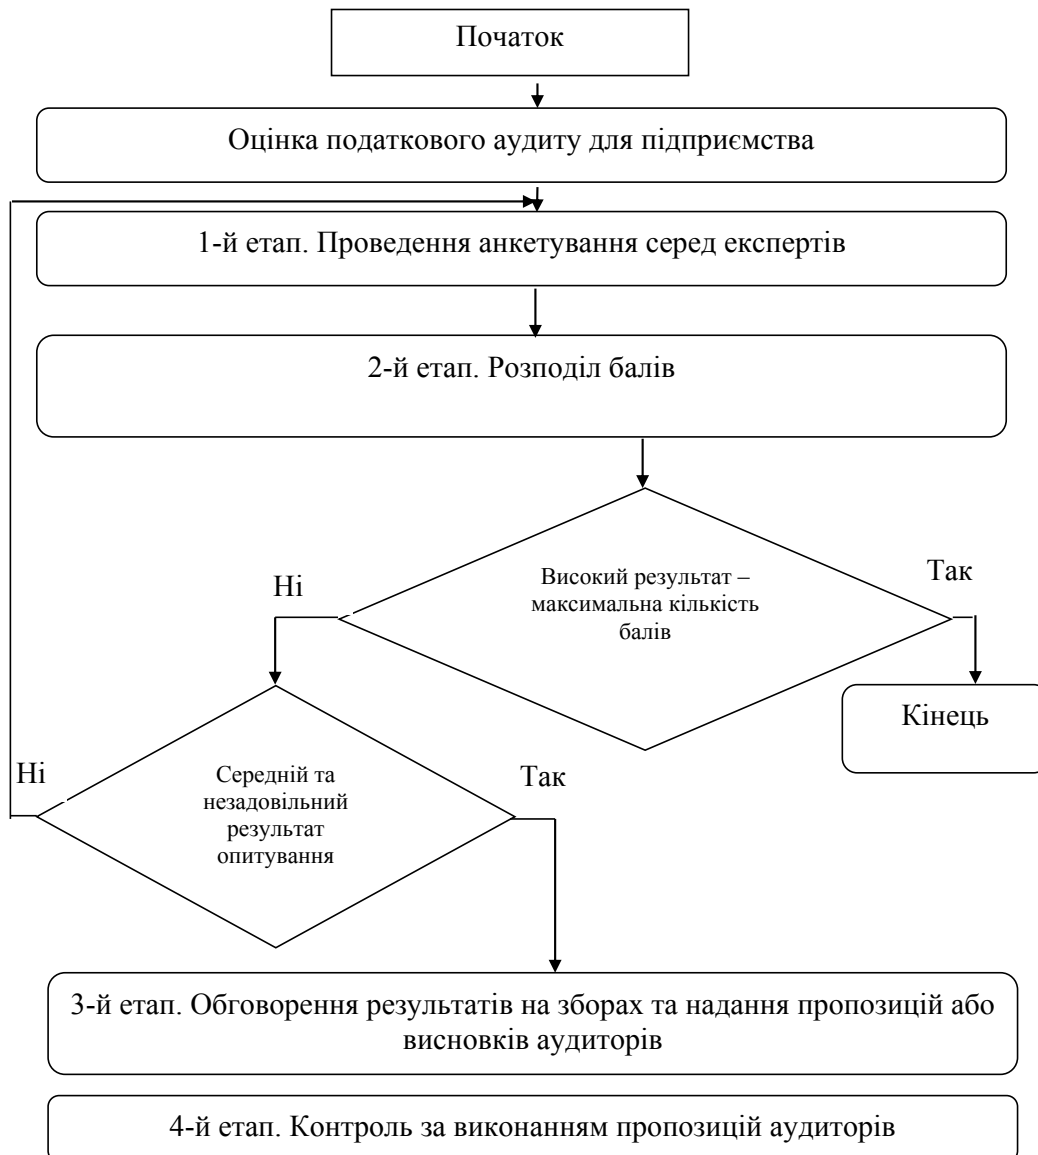 Початок
Оцінка податкового аудиту для підприємства
1-й етап. Проведення анкетування серед експертів
2-й етап. Розподіл балів
Високий результат –
максимальна кількість
балів
Ні
Так
Кінець
Середній та
незадовільний
результат
опитування
Ні
Так
3-й етап. Обговорення результатів на зборах та надання пропозицій або
висновків аудиторів
4-й етап. Контроль за виконанням пропозицій аудиторів